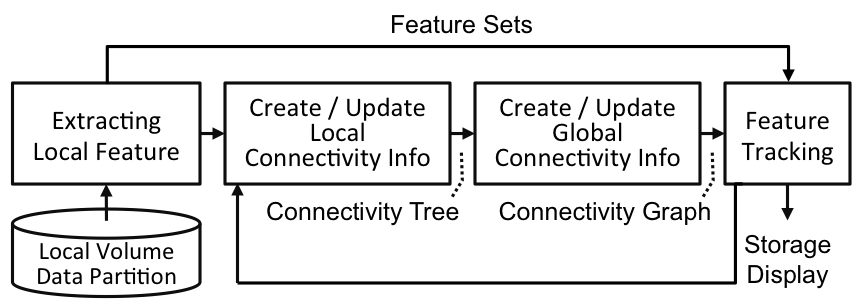 Feature Sets
Extracting
Local Feature
Create / Update
Local
Connectivity Info
Create / Update
Global
Connectivity Info
Feature
Tracking
Connectivity Tree
Connectivity Graph
Local Volume
Data Partition
Storage
Display